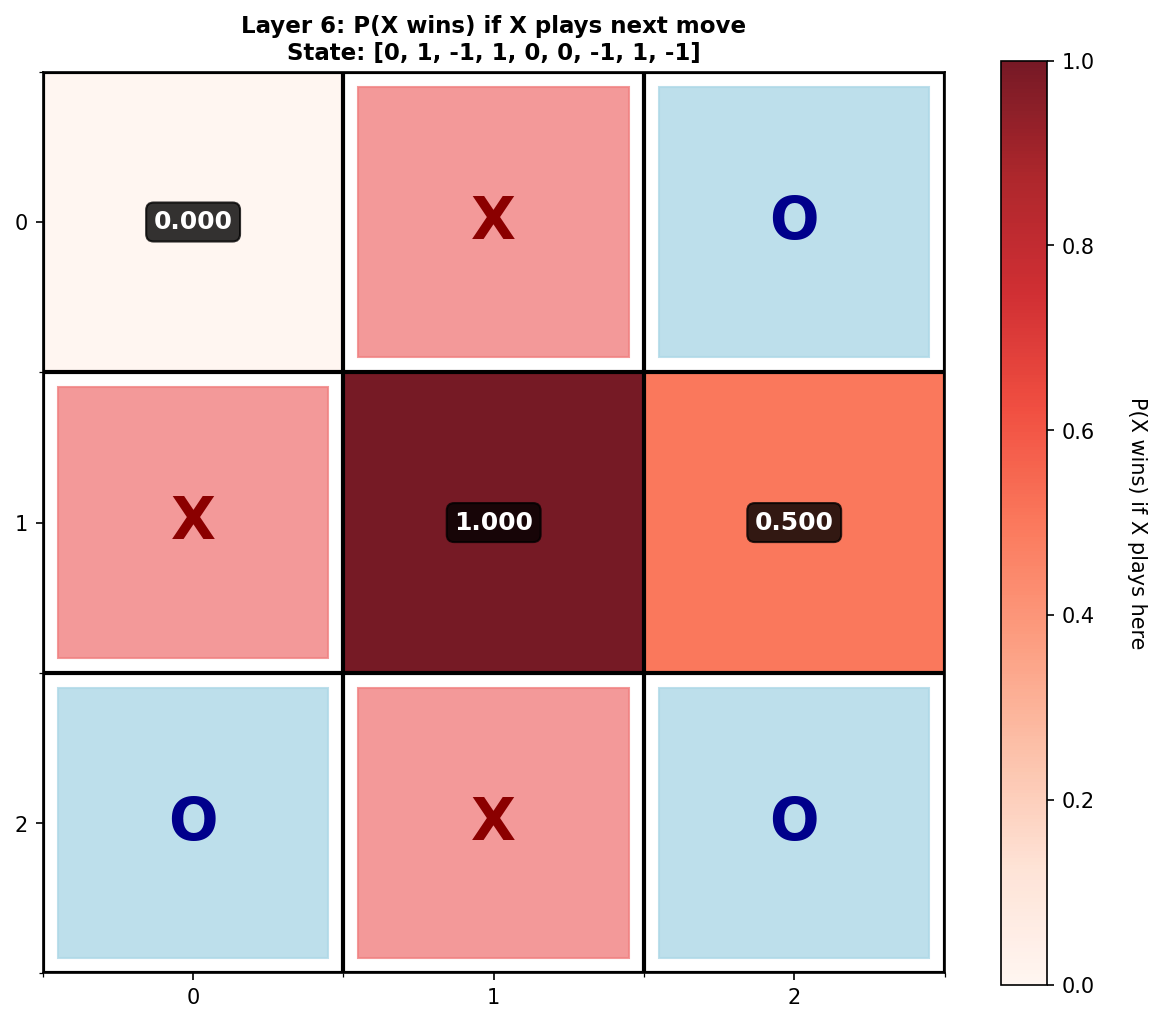 Layer 6: P(X wins) if X plays next move
State: [0, 1, -1, 1, 0, 0, -1, 1, -1]
0.000
X
O
X
1.000
0.500
O
X
O
0
1
2
0
1
2
1.0
0.8
0.6
0.4
0.2
0.0
P(X wins) if X plays here